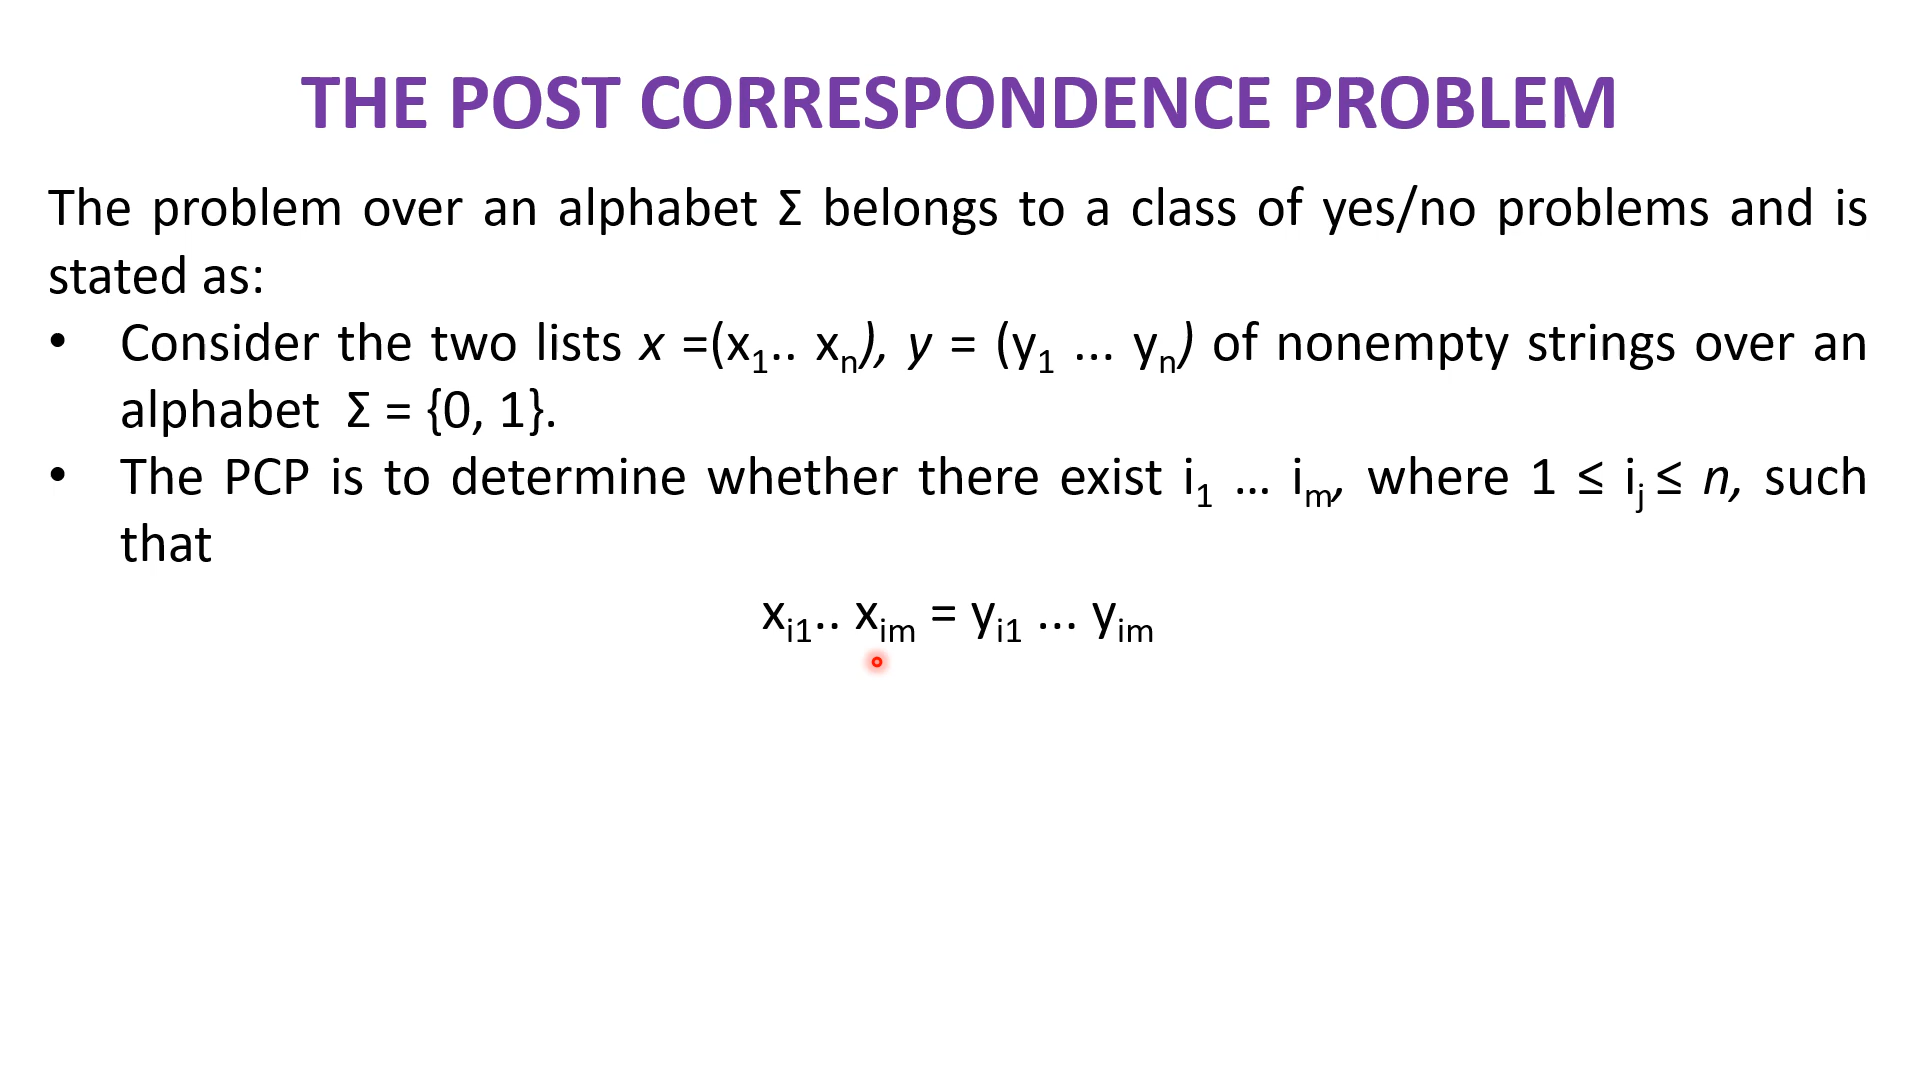 THE POST CORRESPONDENCE PROBLEM
The problem over an alphabet Σ belongs to a class of yes/no problems and is
stated as:
• Consider the two lists x =(x₁.. xₙ), y = (y₁ ... yₙ) of nonempty strings over an
alphabet Σ = {0, 1}.
• The PCP is to determine whether there exist i₁ ... iₘ, where 1 ≤ iⱼ ≤ n, such
that
xᵢ₁.. xᵢₘ = yᵢ₁ ... yᵢₘ